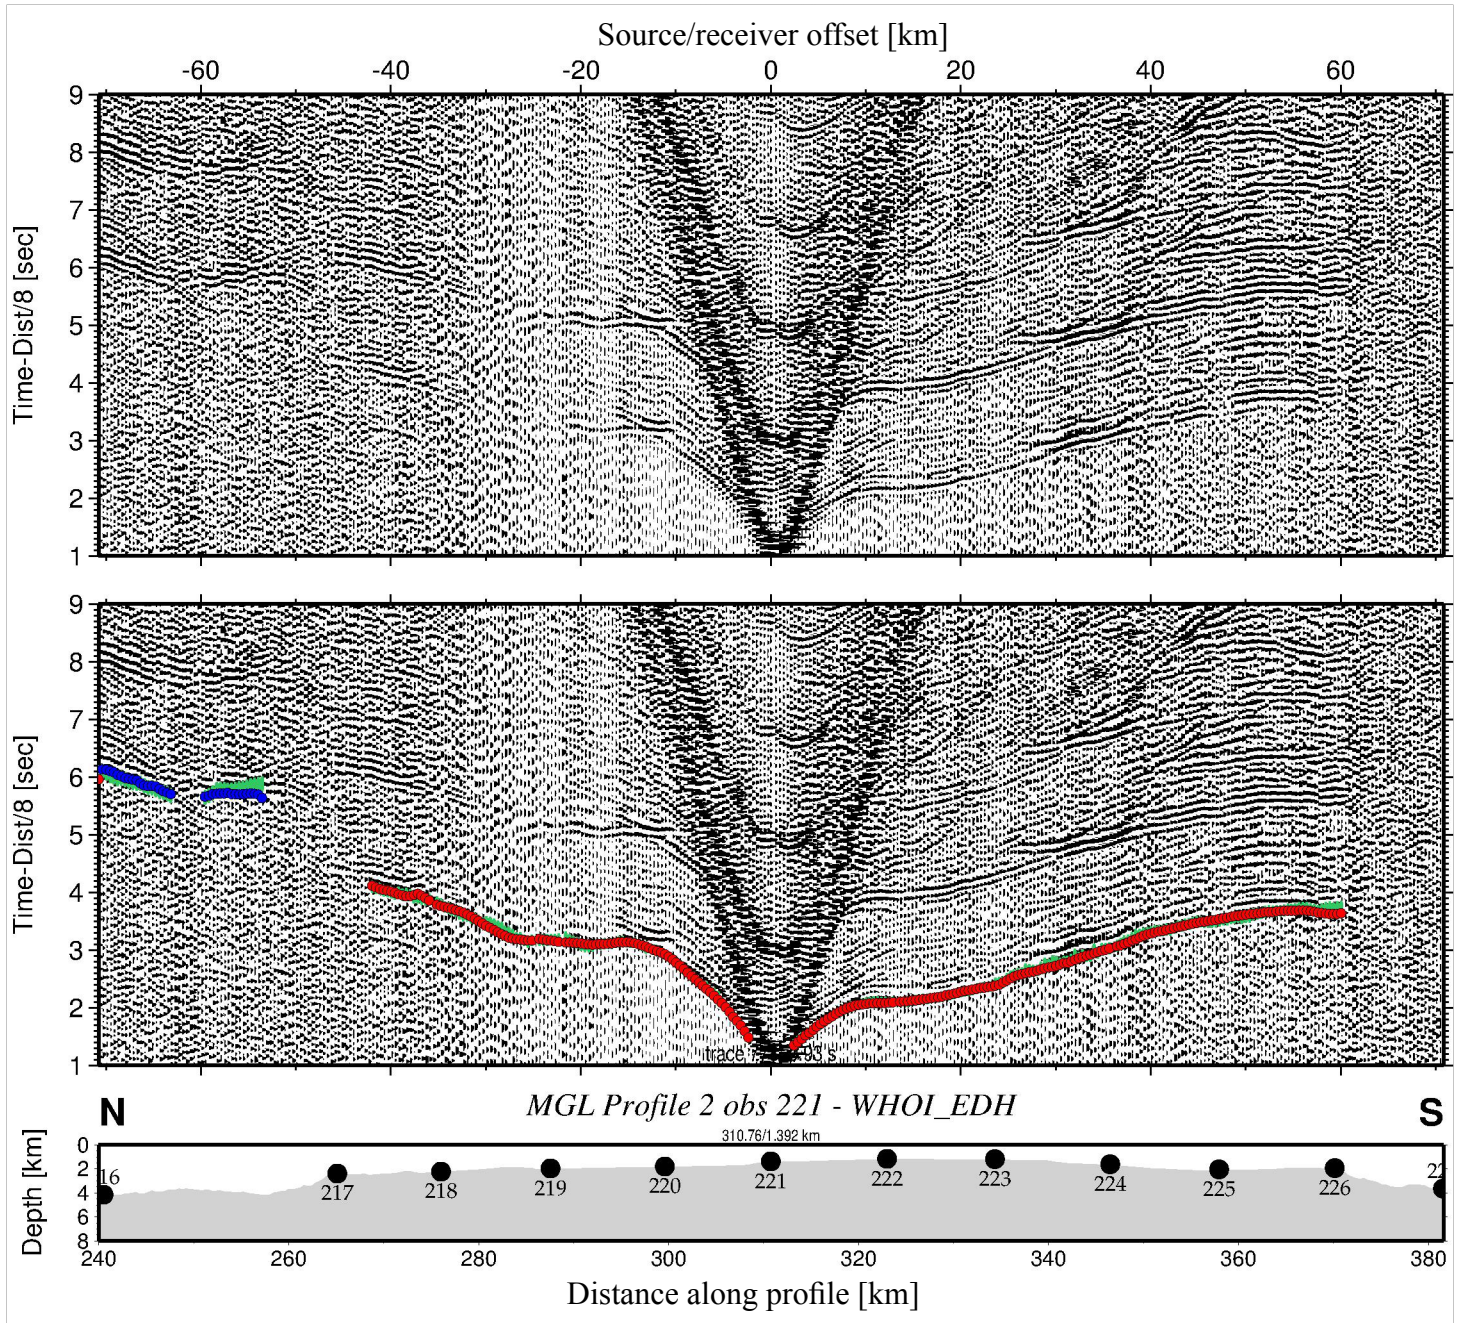 Source/receiver offset [km]
-60 -40 -20 0 20 40 60
9
8
7
6
5
4
3
2
1
Time-Dist/8 [sec]
9
8
7
6
5
4
3
2
1
Time-Dist/8 [sec]
trace
N MGL Profile 2 obs 221 - WHOI_EDH S
310.76/1.392 km
0
2
4
6
8
Depth [km]
16 217 218 219 220 221 222 223 224 225 226 22
240 260 280 300 320 340 360 380
Distance along profile [km]